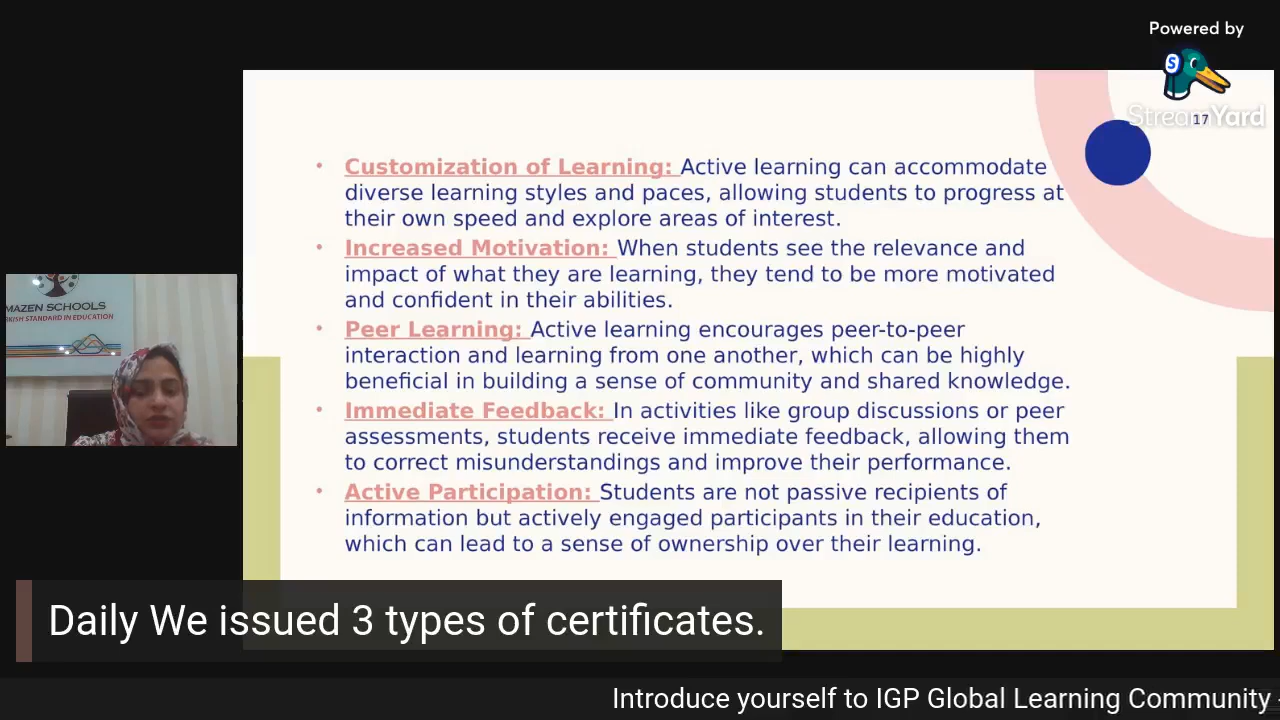 Powered by
StreamYard
17
• Customization of Learning: Active learning can accommodate
diverse learning styles and paces, allowing students to progress at
their own speed and explore areas of interest.
• Increased Motivation: When students see the relevance and
impact of what they are learning, they tend to be more motivated
and confident in their abilities.
• Peer Learning: Active learning encourages peer-to-peer
interaction and learning from one another, which can be highly
beneficial in building a sense of community and shared knowledge.
• Immediate Feedback: In activities like group discussions or peer
assessments, students receive immediate feedback, allowing them
to correct misunderstandings and improve their performance.
• Active Participation: Students are not passive recipients of
information but actively engaged participants in their education,
which can lead to a sense of ownership over their learning.
MAZEN SCHOOLS
STANDARD IN EDUCATION
Daily We issued 3 types of certificates.
Introduce yourself to IGP Global Learning Community